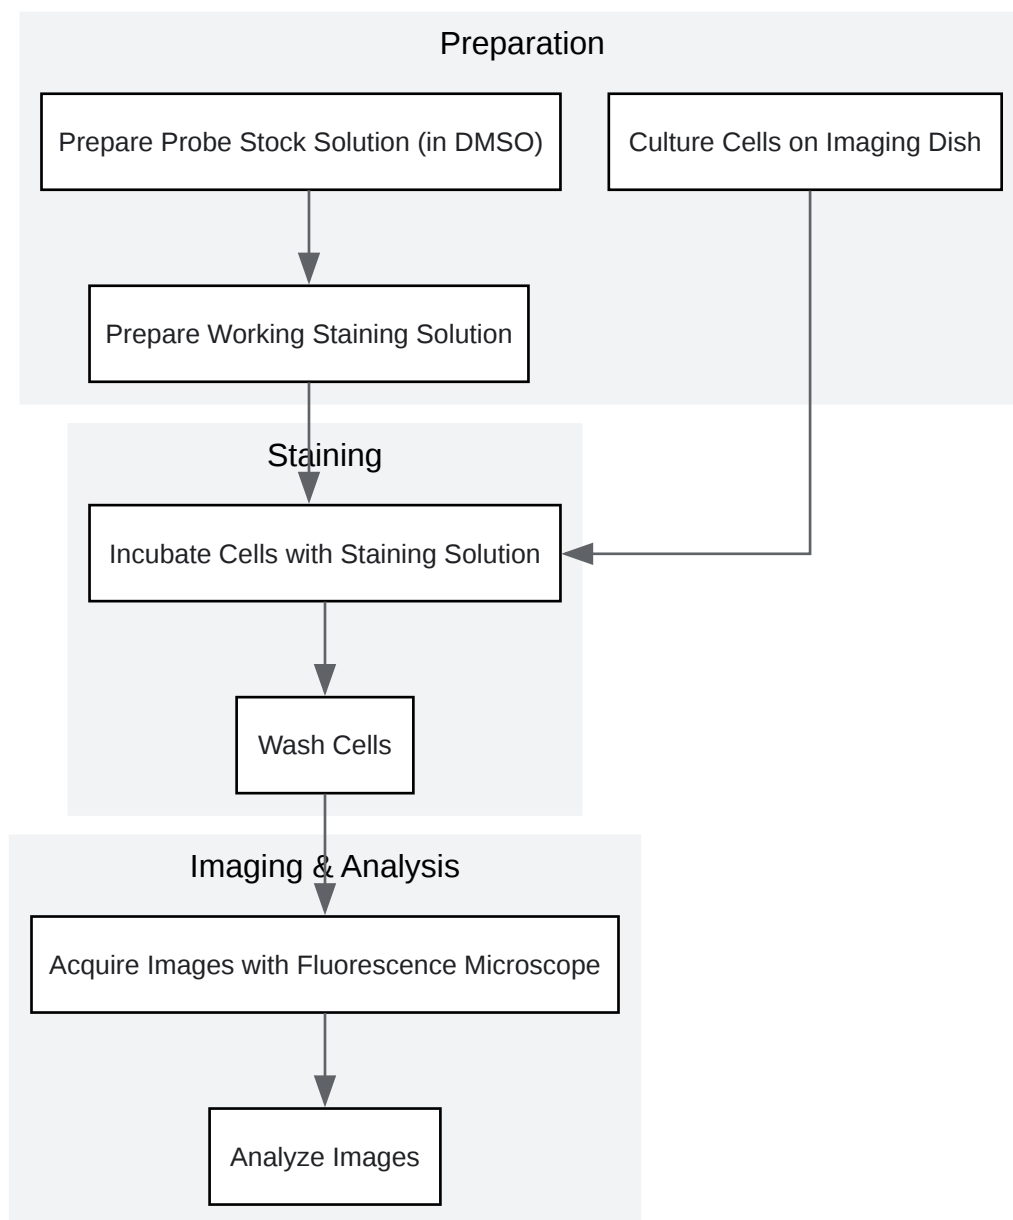 Preparation
Prepare Probe Stock Solution (in DMSO)
Culture Cells on Imaging Dish
Prepare Working Staining Solution
Staining
Incubate Cells with Staining Solution
Wash Cells
Imaging & Analysis
Acquire Images with Fluorescence Microscope
Analyze Images